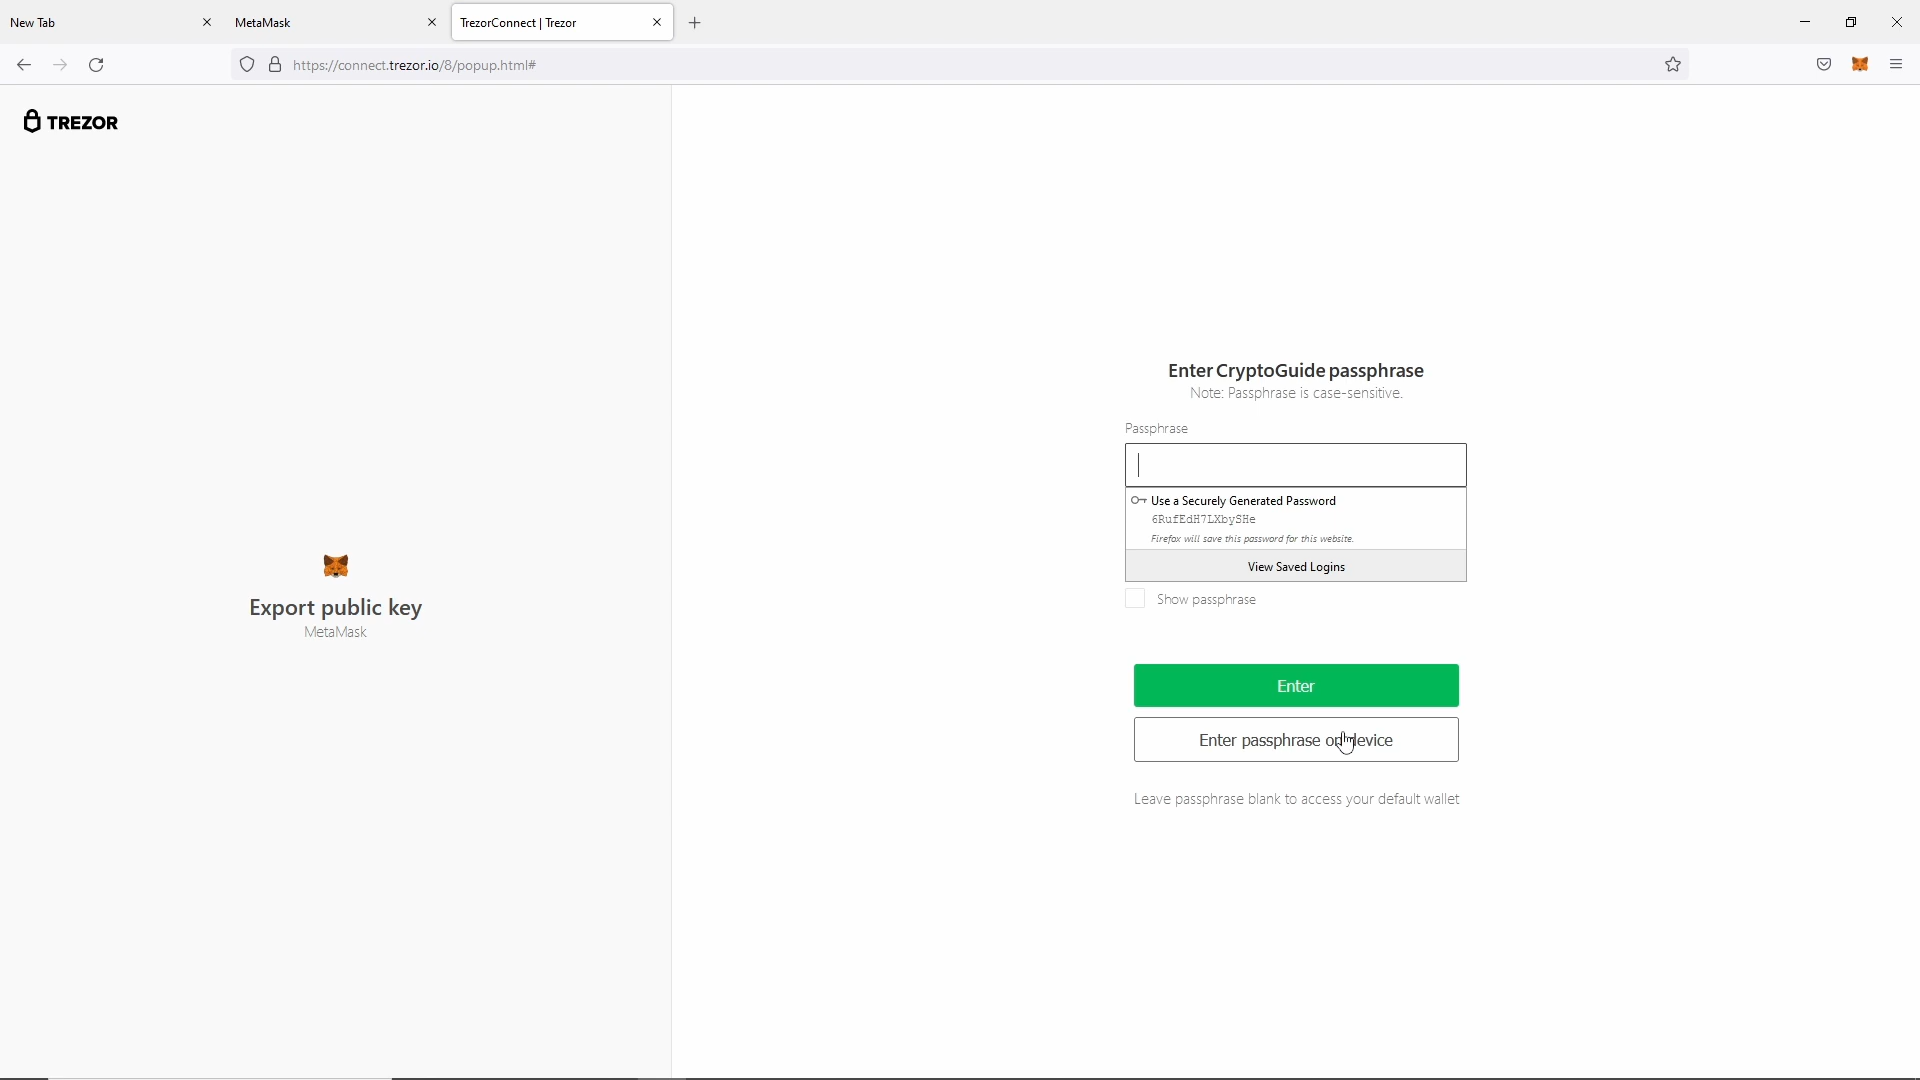 New Tab
MetaMask
TrezorConnect | Trezor
https://connect.trezor.io/8/popup.html#
TREZOR
Export public key
MetaMask
Enter CryptoGuide passphrase
Note: Passphrase is case-sensitive.
Passphrase
Use a Securely Generated Password
6RufEdH7LXbySHe
Firefox will save this password for this website.
View Saved Logins
Show passphrase
Enter
Enter passphrase on device
Leave passphrase blank to access your default wallet